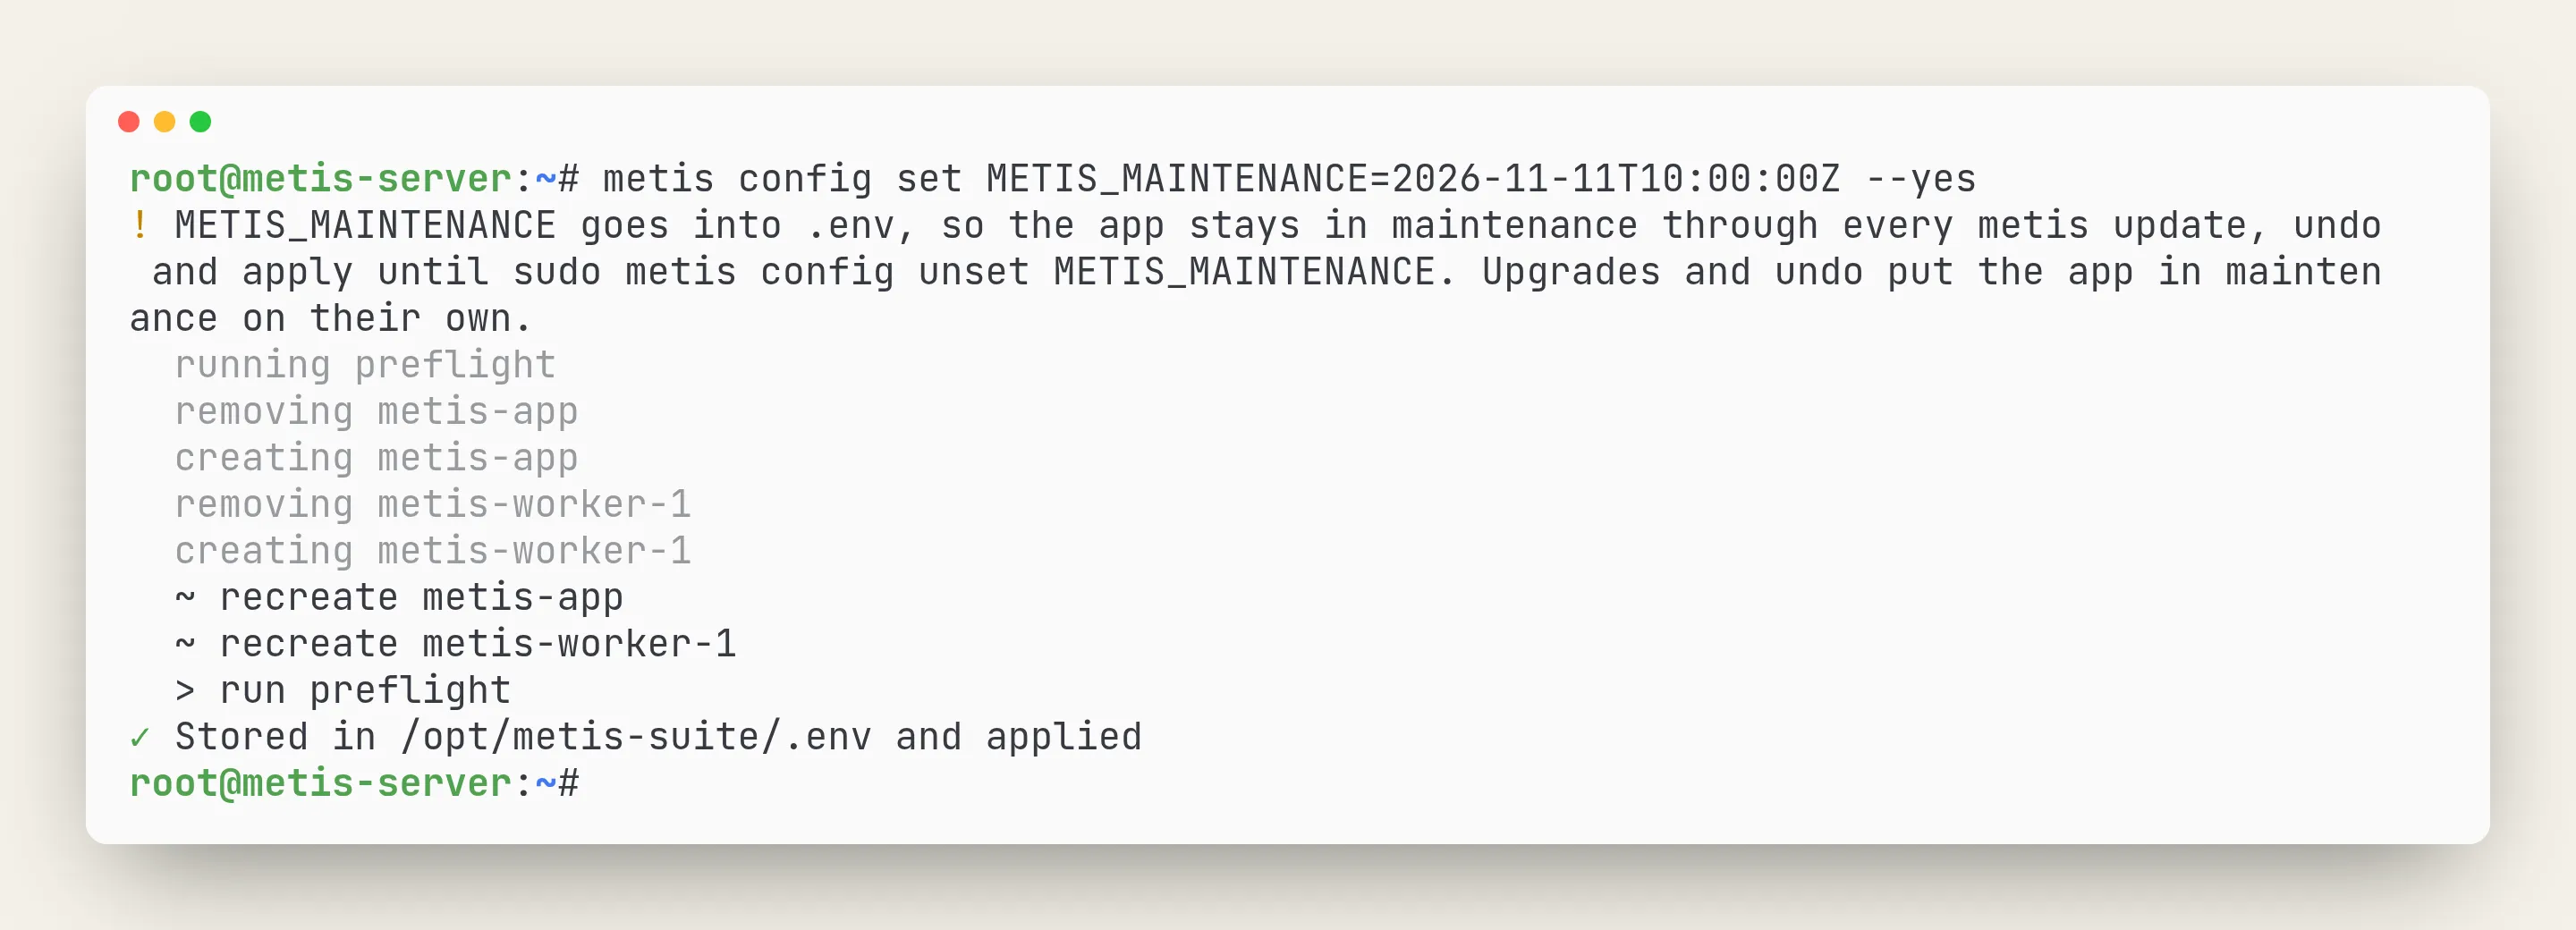 root@metis-server:~# metis config set METIS_MAINTENANCE=2026-11-11T10:00:00Z --yes
! METIS_MAINTENANCE goes into .env, so the app stays in maintenance through every metis update, undo
 and apply until sudo metis config unset METIS_MAINTENANCE. Upgrades and undo put the app in mainten
ance on their own.
  running preflight
  removing metis-app
  creating metis-app
  removing metis-worker-1
  creating metis-worker-1
  ~ recreate metis-app
  ~ recreate metis-worker-1
  > run preflight
✓ Stored in /opt/metis-suite/.env and applied
root@metis-server:~#